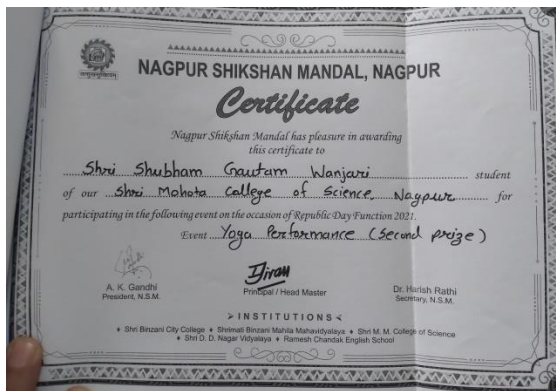 NAGPUR SHIKSHAN MANDAL, NAGPUR
Certificate
Nagpur Shikshan Mandal has pleasure in awarding
this certificate to
Shri Shubham Gautam Wanjari student
of our Shri Mohota College of Science, Nagpur for
participating in the following event on the occasion of Republic Day Function 2021.
Event Yoga Performance (Second prize)
A. K. Gandhi Principal / Head Master Dr. Harish Rathi
President, N.S.M. Secretary, N.S.M.
INSTITUTIONS
Shri Binzani City College Shrimati Binzani Mahila Mahavidyalaya Shri M. M. College of Science
Shri D. D. Nagar Vidyalaya Ramesh Chandak English School